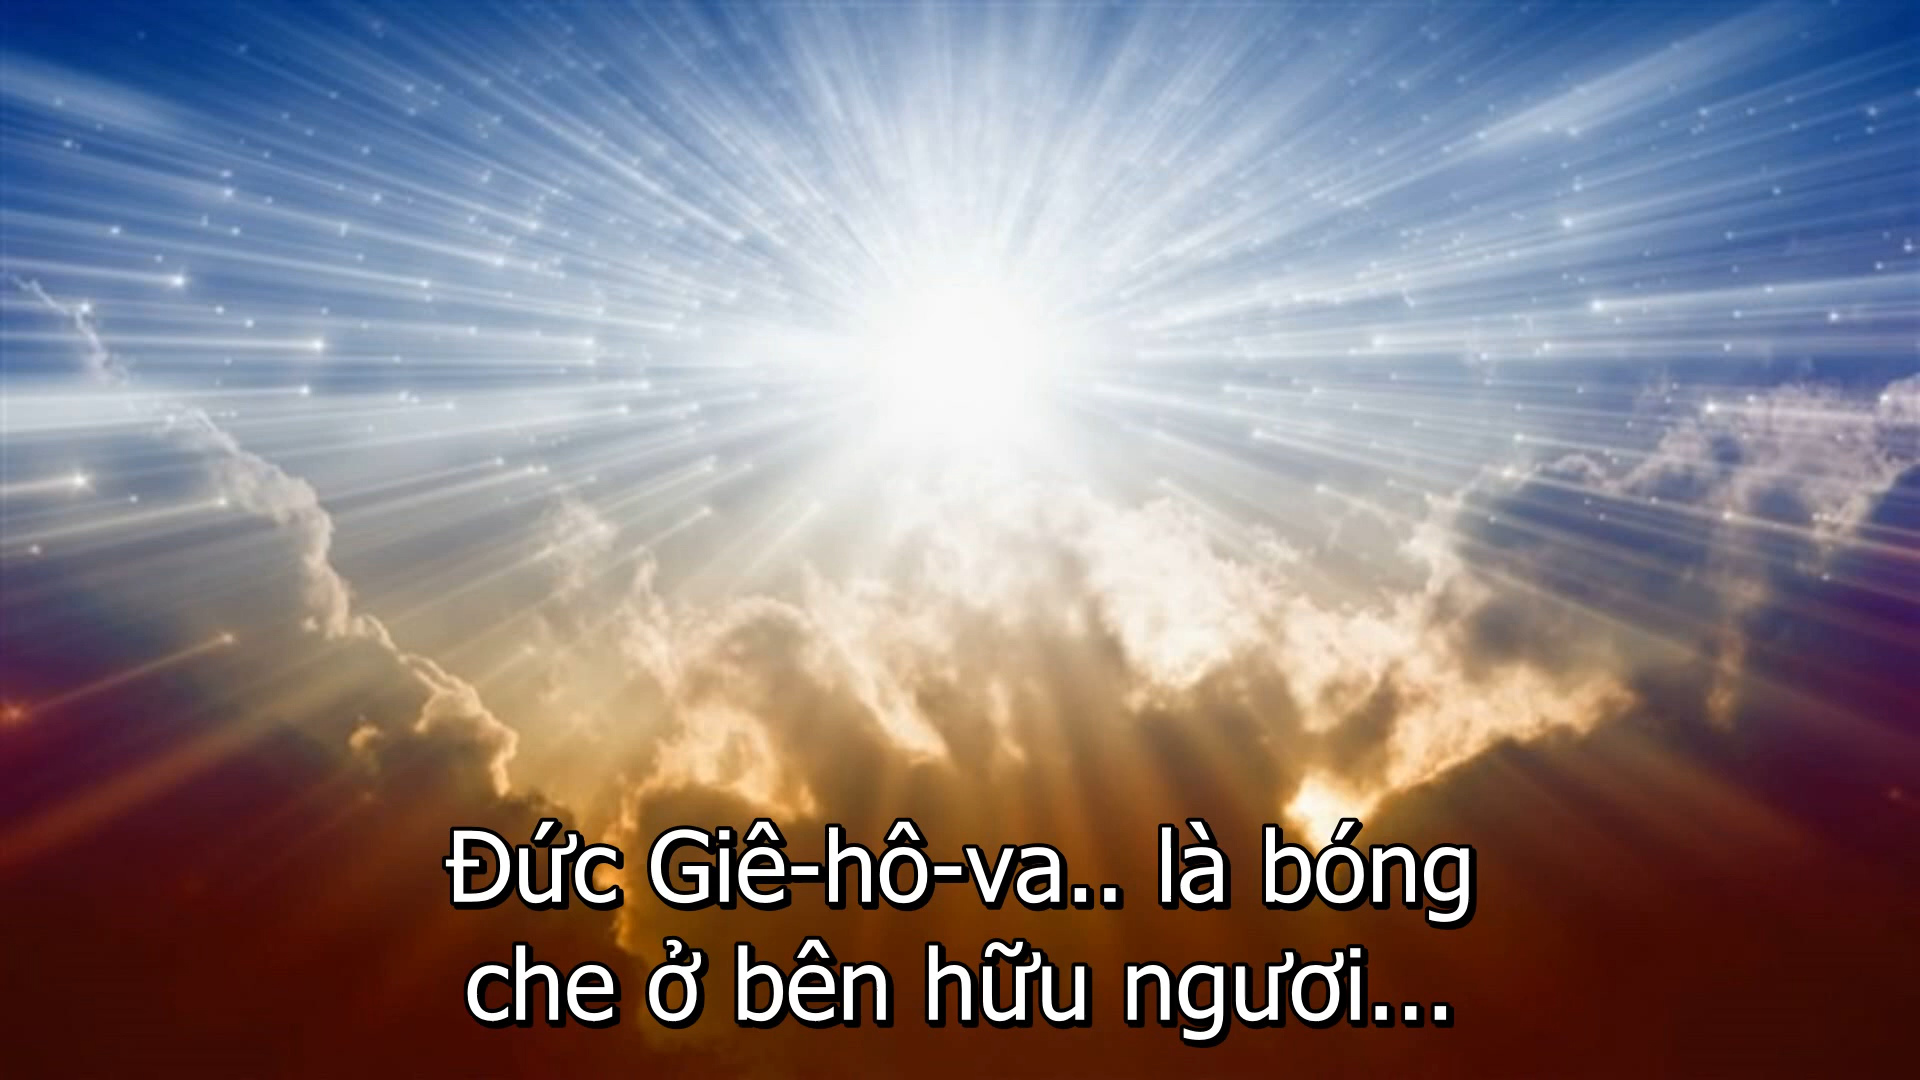 Đức Giê-hô-va.. là bóng
che ở bên hữu ngươi...